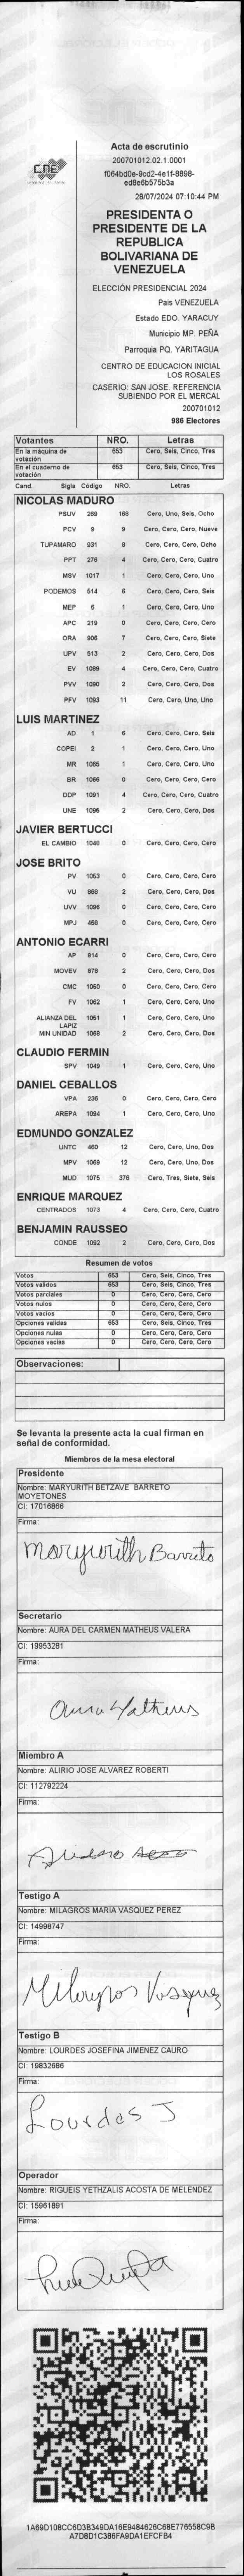 CNE
Acta de escrutinio
200701012.02.1.0001
f064bd0e-9cd2-4e1f-8898-
ed8e6b575b3a
28/07/2024 07:10:44 PM
PRESIDENTA O
PRESIDENTE DE LA
REPUBLICA
BOLIVARIANA DE
VENEZUELA
ELECCIÓN PRESIDENCIAL 2024
Pais VENEZUELA
Estado EDO. YARACUY
Municipio MP. PEÑA
Parroquia PQ. YARITAGUA
CENTRO DE EDUCACION INICIAL
LOS ROSALES
CASERIO: SAN JOSE. REFERENCIA
SUBIENDO POR EL MERCAL
200701012
986 Electores
Votantes NRO. Letras
En la máquina de votación 653 Cero, Seis, Cinco, Tres
En el cuaderno de votación 653 Cero, Seis, Cinco, Tres
Cand. Sigla Código NRO. Letras
NICOLAS MADURO
PSUV 269 168 Cero, Uno, Seis, Ocho
PCV 9 9 Cero, Cero, Cero, Nueve
TUPAMARO 931 8 Cero, Cero, Cero, Ocho
PPT 276 4 Cero, Cero, Cero, Cuatro
MSV 1017 1 Cero, Cero, Cero, Uno
PODEMOS 514 6 Cero, Cero, Cero, Seis
MEP 6 1 Cero, Cero, Cero, Uno
APC 219 0 Cero, Cero, Cero, Cero
ORA 906 7 Cero, Cero, Cero, Siete
UPV 513 2 Cero, Cero, Cero, Dos
EV 1089 4 Cero, Cero, Cero, Cuatro
PVV 1090 2 Cero, Cero, Cero, Dos
PFV 1093 11 Cero, Cero, Uno, Uno
LUIS MARTINEZ
AD 1 6 Cero, Cero, Cero, Seis
COPEI 2 1 Cero, Cero, Cero, Uno
MR 1065 1 Cero, Cero, Cero, Uno
BR 1066 0 Cero, Cero, Cero, Cero
DDP 1091 4 Cero, Cero, Cero, Cuatro
UNE 1095 2 Cero, Cero, Cero, Dos
JAVIER BERTUCCI
EL CAMBIO 1048 0 Cero, Cero, Cero, Cero
JOSE BRITO
PV 1053 0 Cero, Cero, Cero, Cero
VU 868 2 Cero, Cero, Cero, Dos
UVV 1096 0 Cero, Cero, Cero, Cero
MPJ 458 0 Cero, Cero, Cero, Cero
ANTONIO ECARRI
AP 914 0 Cero, Cero, Cero, Cero
MOVEV 878 2 Cero, Cero, Cero, Dos
CMC 1050 0 Cero, Cero, Cero, Cero
FV 1052 1 Cero, Cero, Cero, Uno
ALIANZA DEL LAPIZ 1051 1 Cero, Cero, Cero, Uno
MIN UNIDAD 1068 2 Cero, Cero, Cero, Dos
CLAUDIO FERMIN
SPV 1049 1 Cero, Cero, Cero, Uno
DANIEL CEBALLOS
VPA 236 0 Cero, Cero, Cero, Cero
AREPA 1094 1 Cero, Cero, Cero, Uno
EDMUNDO GONZALEZ
UNTC 460 12 Cero, Cero, Uno, Dos
MPV 1069 12 Cero, Cero, Uno, Dos
MUD 1075 376 Cero, Tres, Siete, Seis
ENRIQUE MARQUEZ
CENTRADOS 1073 4 Cero, Cero, Cero, Cuatro
BENJAMIN RAUSSEO
CONDE 1092 2 Cero, Cero, Cero, Dos
Resumen de votos
Votos 653 Cero, Seis, Cinco, Tres
Votos validos 653 Cero, Seis, Cinco, Tres
Votos parciales 0 Cero, Cero, Cero, Cero
Votos nulos 0 Cero, Cero, Cero, Cero
Votos vacios 0 Cero, Cero, Cero, Cero
Opciones validas 653 Cero, Seis, Cinco, Tres
Opciones nulas 0 Cero, Cero, Cero, Cero
Opciones vacias 0 Cero, Cero, Cero, Cero
Observaciones:
Se levanta la presente acta la cual firman en
señal de conformidad.
Miembros de la mesa electoral
Presidente
Nombre: MARYURITH BETZAVE BARRETO
MOYETONES
CI: 17016866
Firma:
Maryurith Barreto
Secretario
Nombre: AURA DEL CARMEN MATHEUS VALERA
CI: 19953281
Firma:
Aura Matheus
Miembro A
Nombre: ALIRIO JOSE ALVAREZ ROBERTI
CI: 112792224
Firma:
Testigo A
Nombre: MILAGROS MARIA VASQUEZ PEREZ
CI: 14998747
Firma:
Milagros Vasquez
Testigo B
Nombre: LOURDES JOSEFINA JIMENEZ CAURO
CI: 19832686
Firma:
Lourdes J
Operador
Nombre: RIGUEIS YETHZALIS ACOSTA DE MELENDEZ
CI: 15961891
Firma:
1A69D108CC6D3B349DA16E9484626C68E776558C9B
A7D8D1C386FA9DA1EFCFB4